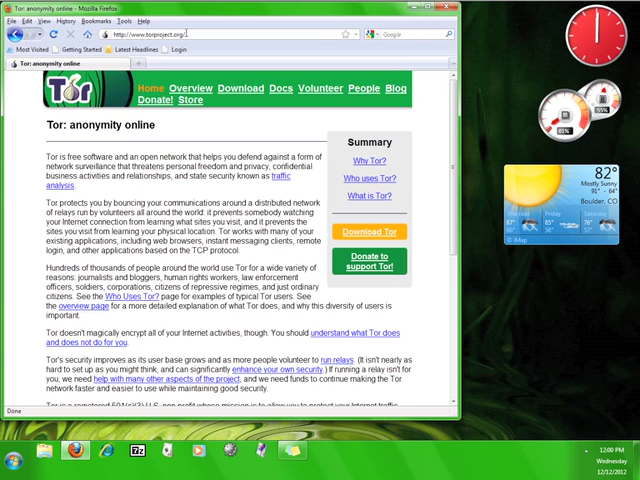 Tor: anonymity online - Mozilla Firefox
File Edit View History Bookmarks Tools Help
http://www.torproject.org/
Google
Most Visited Getting Started Latest Headlines Login
Tor: anonymity online
Tor
Home Overview Download Docs Volunteer People Blog
Donate! Store
Tor: anonymity online
Tor is free software and an open network that helps you defend against a form of
network surveillance that threatens personal freedom and privacy, confidential
business activities and relationships, and state security known as traffic
analysis.
Tor protects you by bouncing your communications around a distributed network
of relays run by volunteers all around the world: it prevents somebody watching
your Internet connection from learning what sites you visit, and it prevents the
sites you visit from learning your physical location. Tor works with many of your
existing applications, including web browsers, instant messaging clients, remote
login, and other applications based on the TCP protocol.
Hundreds of thousands of people around the world use Tor for a wide variety of
reasons: journalists and bloggers, human rights workers, law enforcement
officers, soldiers, corporations, citizens of repressive regimes, and just ordinary
citizens. See the Who Uses Tor? page for examples of typical Tor users. See
the overview page for a more detailed explanation of what Tor does, and why this diversity of users is
important.
Tor doesn't magically encrypt all of your Internet activities, though. You should understand what Tor does
and does not do for you.
Tor's security improves as its user base grows and as more people volunteer to run relays. (It isn't nearly as
hard to set up as you might think, and can significantly enhance your own security.) If running a relay isn't for
you, we need help with many other aspects of the project, and we need funds to continue making the Tor
network faster and easier to use while maintaining good security.
Tor is a registered 501(c)(3) U.S. non-profit whose mission is to allow you to protect your Internet traffic
Summary
Why Tor?
Who uses Tor?
What is Tor?
Download Tor
Donate to
support Tor!
Done
82°
Mostly Sunny
91° - 64°
Boulder, CO
Friday
© iMap
7z
12:00 PM
Wednesday
12/12/2012